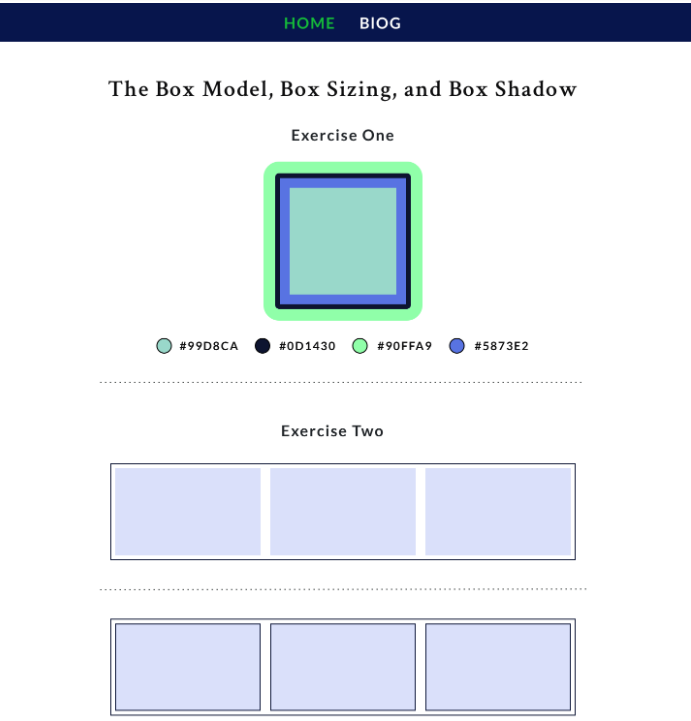 HOME BIOG
The Box Model, Box Sizing, and Box Shadow
Exercise One
#99D8CA #0D1430 #90FFA9 #5873E2
Exercise Two